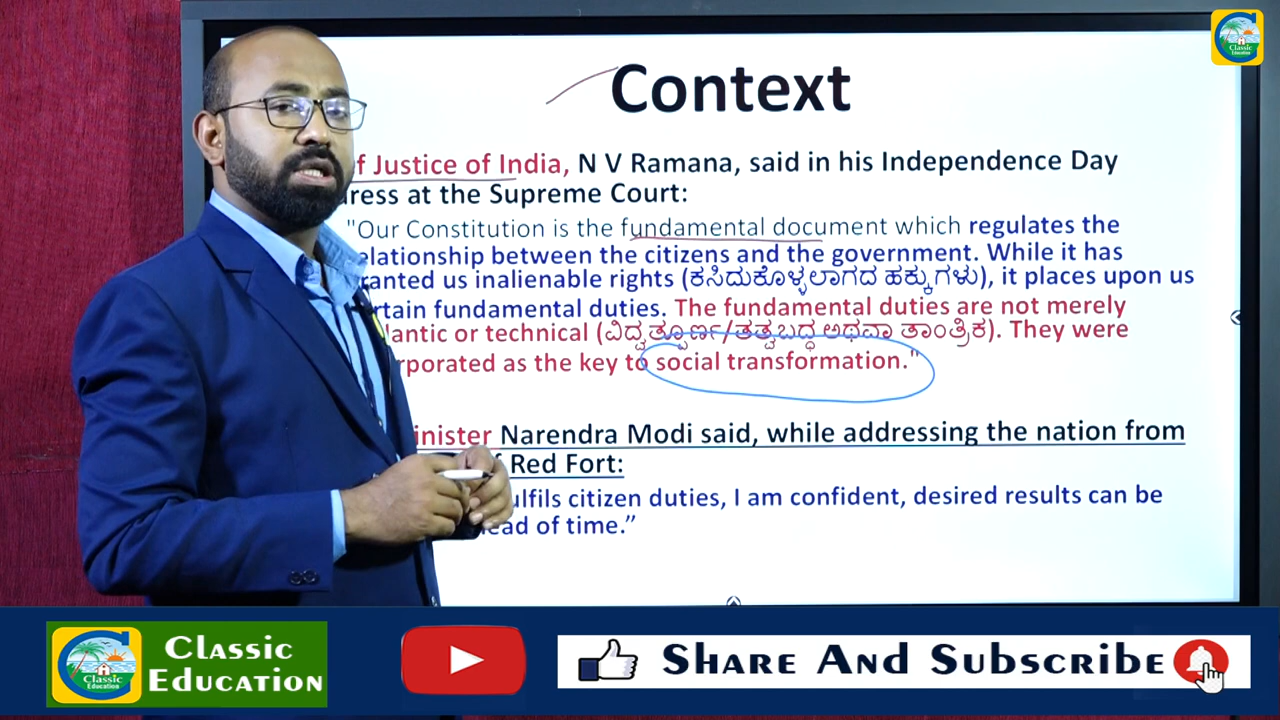 Classic
Education
Context
f Justice of India, N V Ramana, said in his Independence Day
ress at the Supreme Court:
"Our Constitution is the fundamental document which regulates the
elationship between the citizens and the government. While it has
ranted us inalienable rights (ಕಸಿದುಕೊಳ್ಳಲಾಗದ ಹಕ್ಕುಗಳು), it places upon us
rtain fundamental duties. The fundamental duties are not merely
lantic or technical (ವಿದ್ವತ್ಪೂರ್ಣ/ತತ್ವಬದ್ಧ ಅಥವಾ ತಾಂತ್ರಿಕ). They were
rporated as the key to social transformation."
inister Narendra Modi said, while addressing the nation from
f Red Fort:
ulfils citizen duties, I am confident, desired results can be
ead of time.”
Classic
Education
Classic
Education
Share And Subscribe